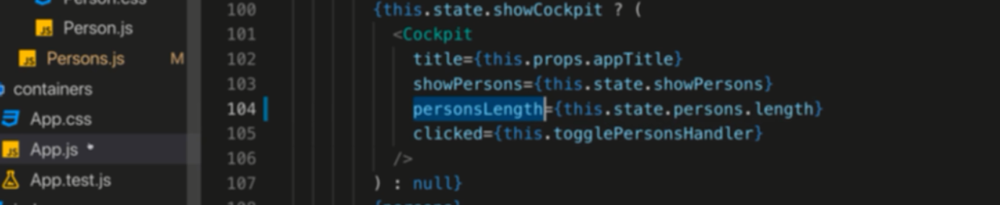 Person.css
Person.js
Persons.js M
containers
App.css
App.js
App.test.js
100 {this.state.showCockpit ? (
101 <Cockpit
102 title={this.props.appTitle}
103 showPersons={this.state.showPersons}
104 personsLength={this.state.persons.length}
105 clicked={this.togglePersonsHandler}
106 />
107 ) : null}
108 {persons}